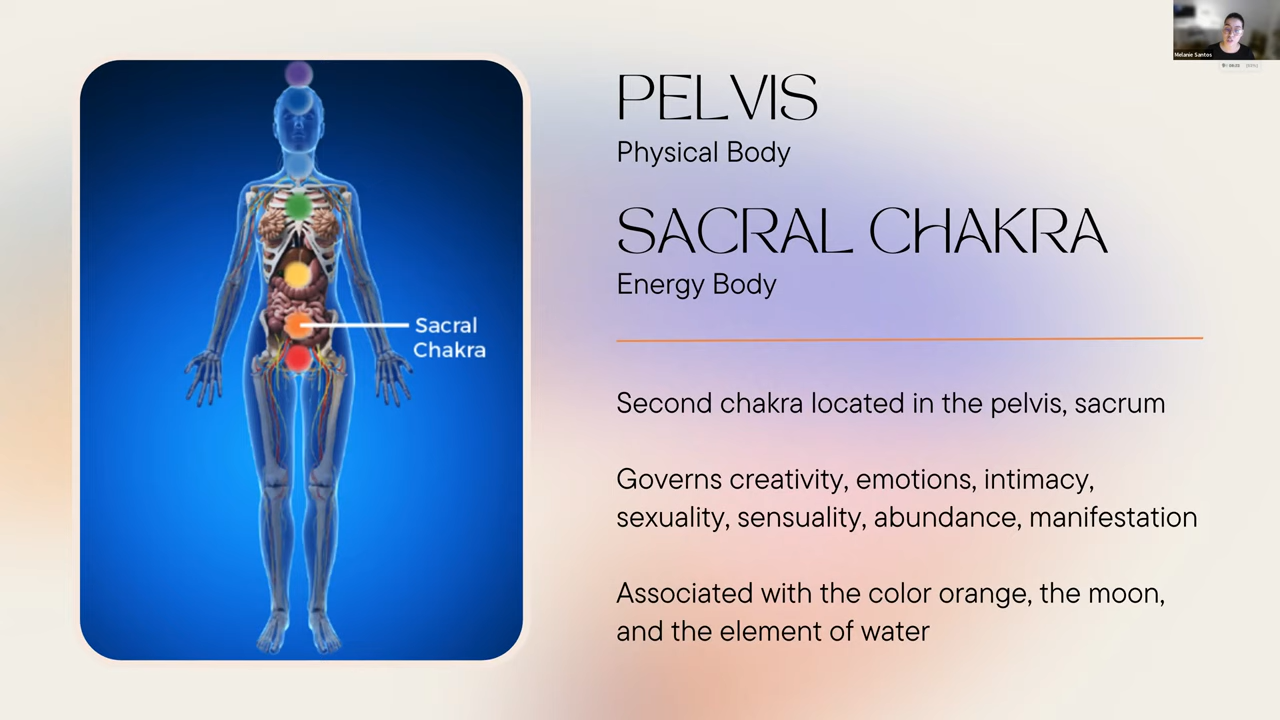 Melanie Santos
PELVIS
Physical Body
SACRAL CHAKRA
Energy Body
Sacral
Chakra
Second chakra located in the pelvis, sacrum
Governs creativity, emotions, intimacy,
sexuality, sensuality, abundance, manifestation
Associated with the color orange, the moon,
and the element of water